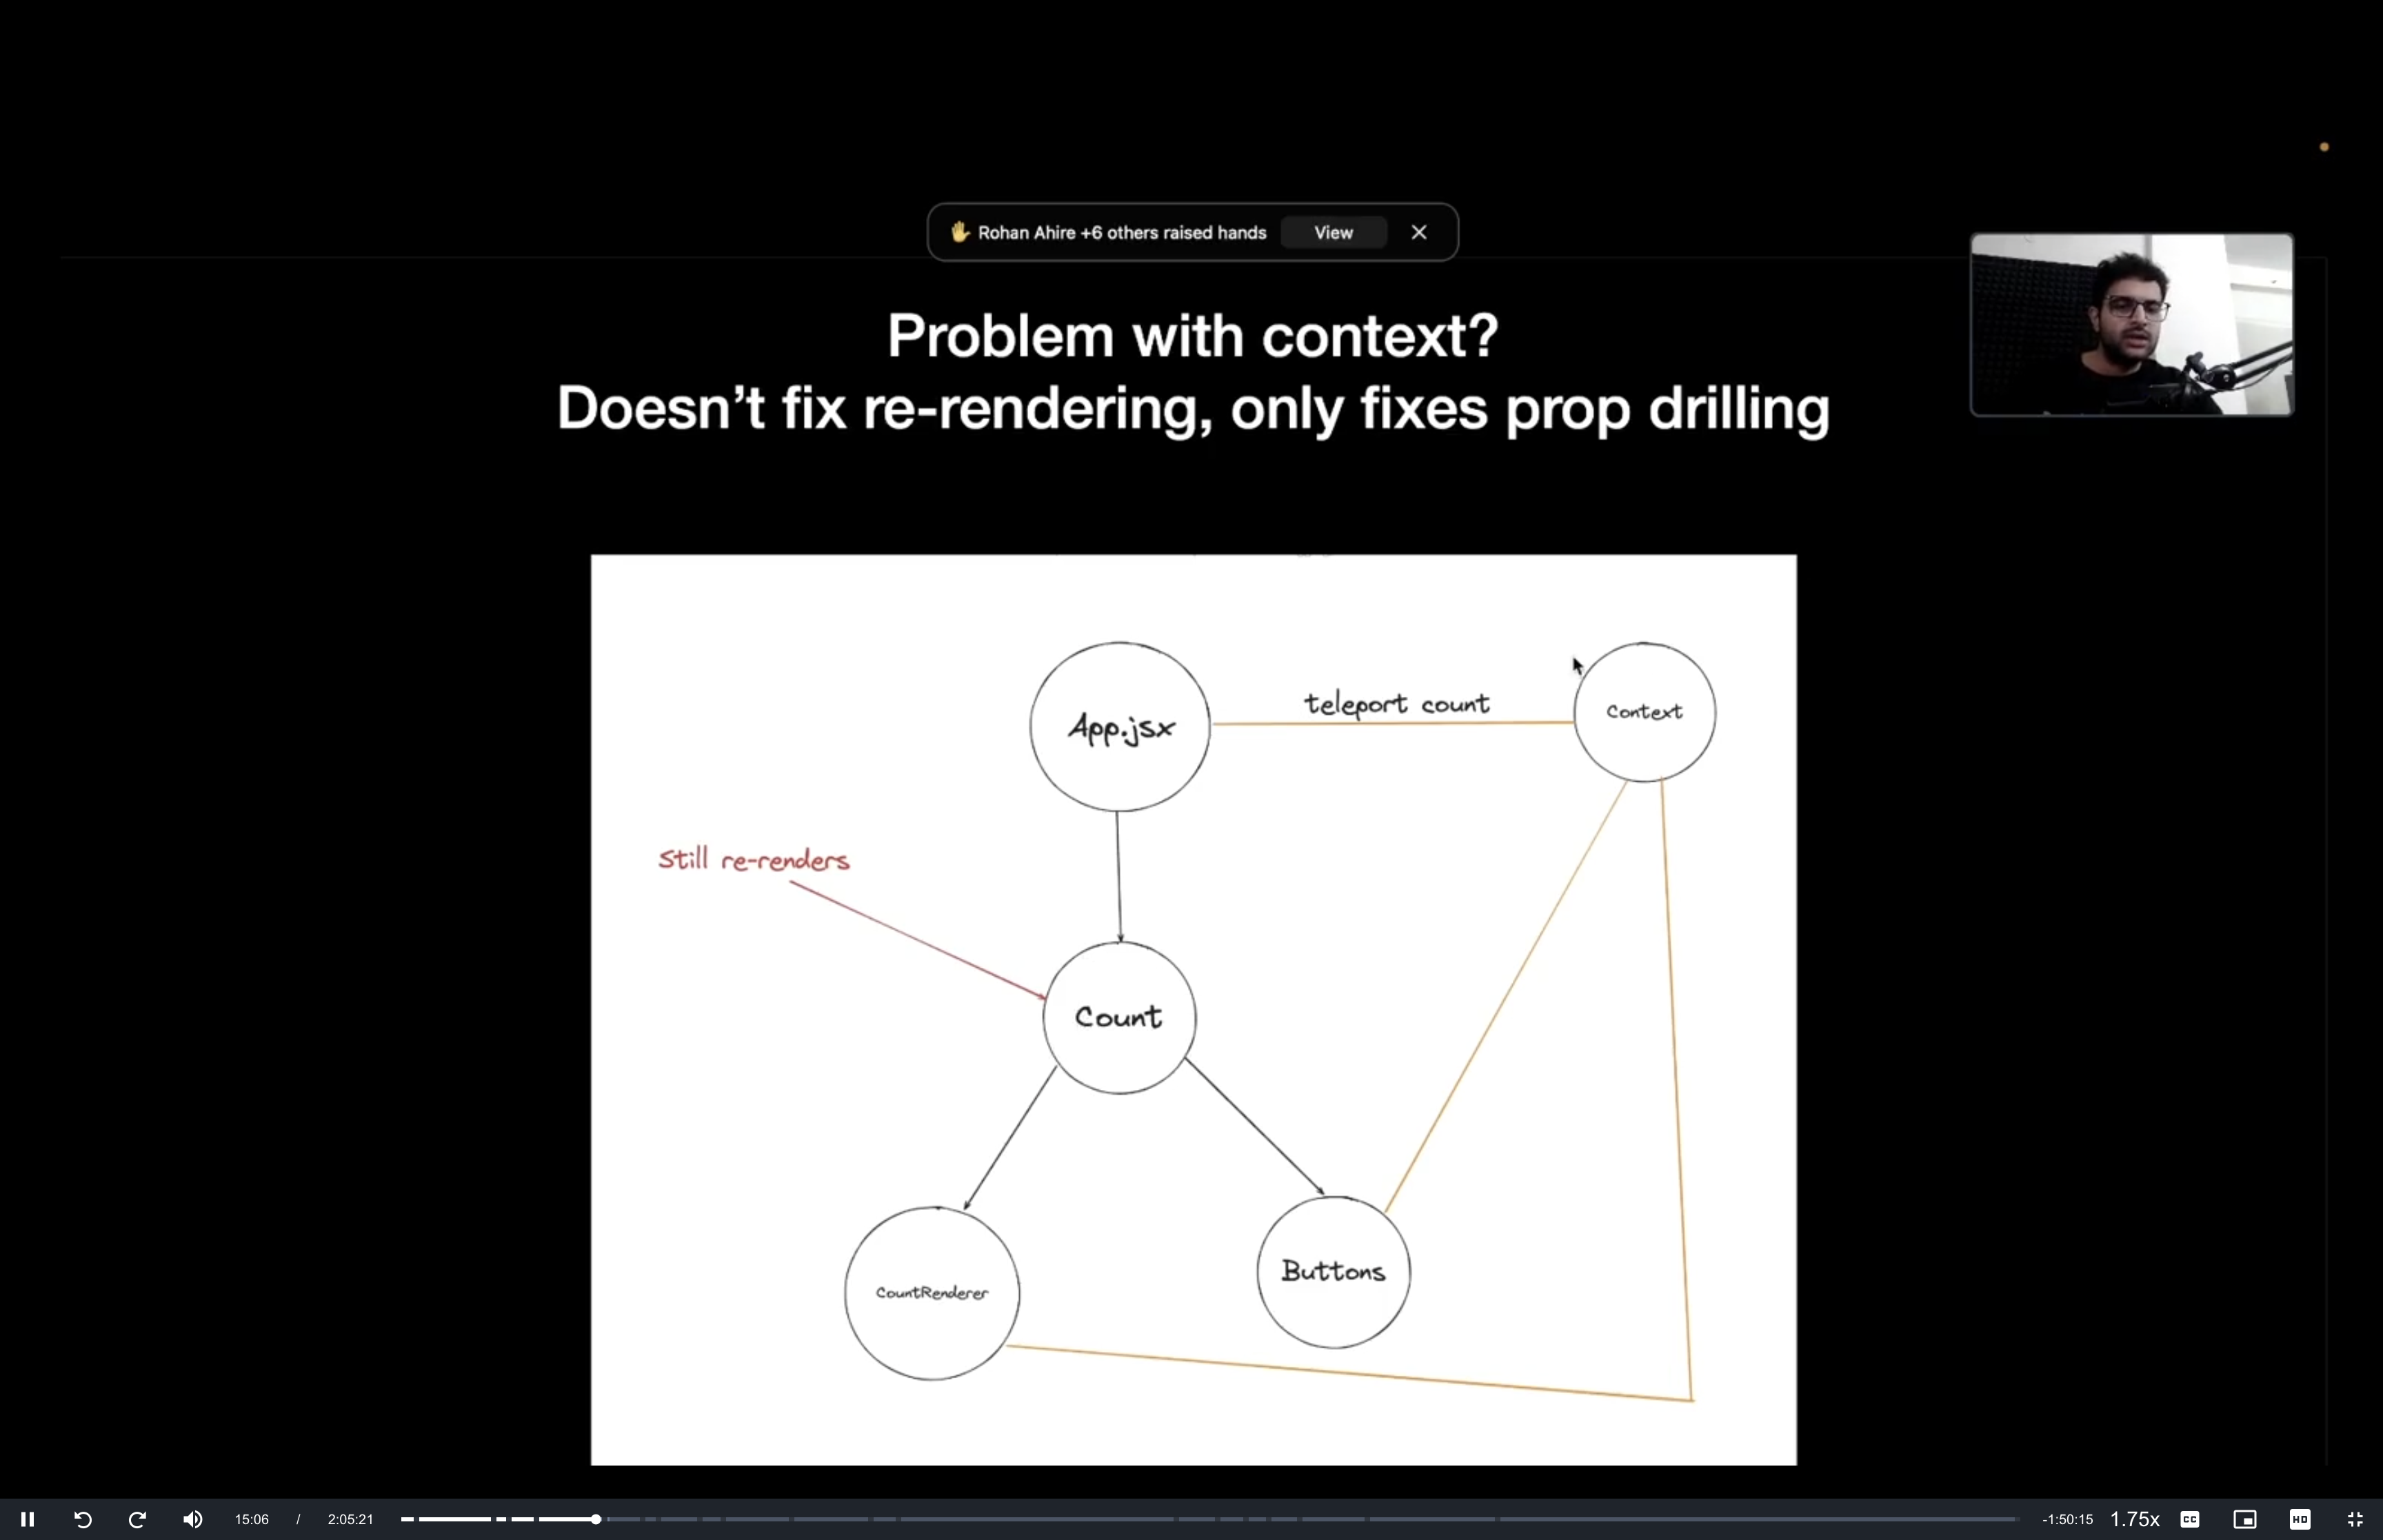 ✋ Rohan Ahire +6 others raised hands View
Problem with context?
Doesn’t fix re-rendering, only fixes prop drilling
App.jsx
teleport count
Context
Still re-renders
Count
CountRenderer
Buttons
15:06 / 2:05:21 -1:50:15 1.75x CC HD